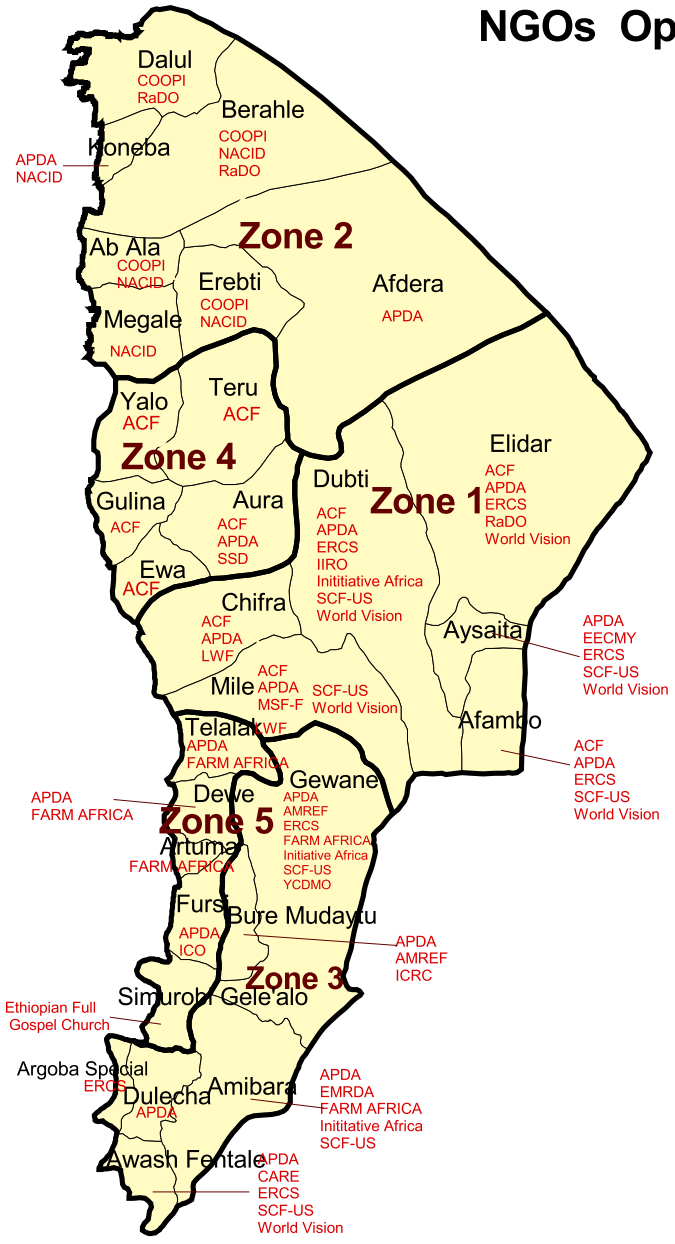 NGOs Op
Dalul
COOPI
RaDO
Berahle
COOPI
NACID
RaDO
Koneba
APDA
NACID
Zone 2
Ab Ala
COOPI
NACID
Erebti
COOPI
NACID
Afdera
APDA
Megale
NACID
Yalo
ACF
Teru
ACF
Zone 4
Gulina
ACF
Aura
ACF
APDA
SSD
Ewa
ACF
Elidar
ACF
APDA
ERCS
RaDO
World Vision
Zone 1
Dubti
ACF
APDA
ERCS
IIRO
Inititiative Africa
SCF-US
World Vision
Chifra
ACF
APDA
LWF
Aysaita
APDA
EECMY
ERCS
SCF-US
World Vision
Mile
ACF
APDA
MSF-F
SCF-US
World Vision
LWF
Afambo
ACF
APDA
ERCS
SCF-US
World Vision
Telalak
APDA
FARM AFRICA
Dewe
APDA
FARM AFRICA
Zone 5
Gewane
APDA
AMREF
ERCS
FARM AFRICA
Initiative Africa
SCF-US
YCDMO
Artuma
FARM AFRICA
Fursi
APDA
ICO
Bure Mudaytu
APDA
AMREF
ICRC
Zone 3
Simurobi Gele'alo
Ethiopian Full
Gospel Church
Argoba Special
ERCS
Dulecha
APDA
Amibara
APDA
EMRDA
FARM AFRICA
Inititiative Africa
SCF-US
Awash Fentale
APDA
CARE
ERCS
SCF-US
World Vision